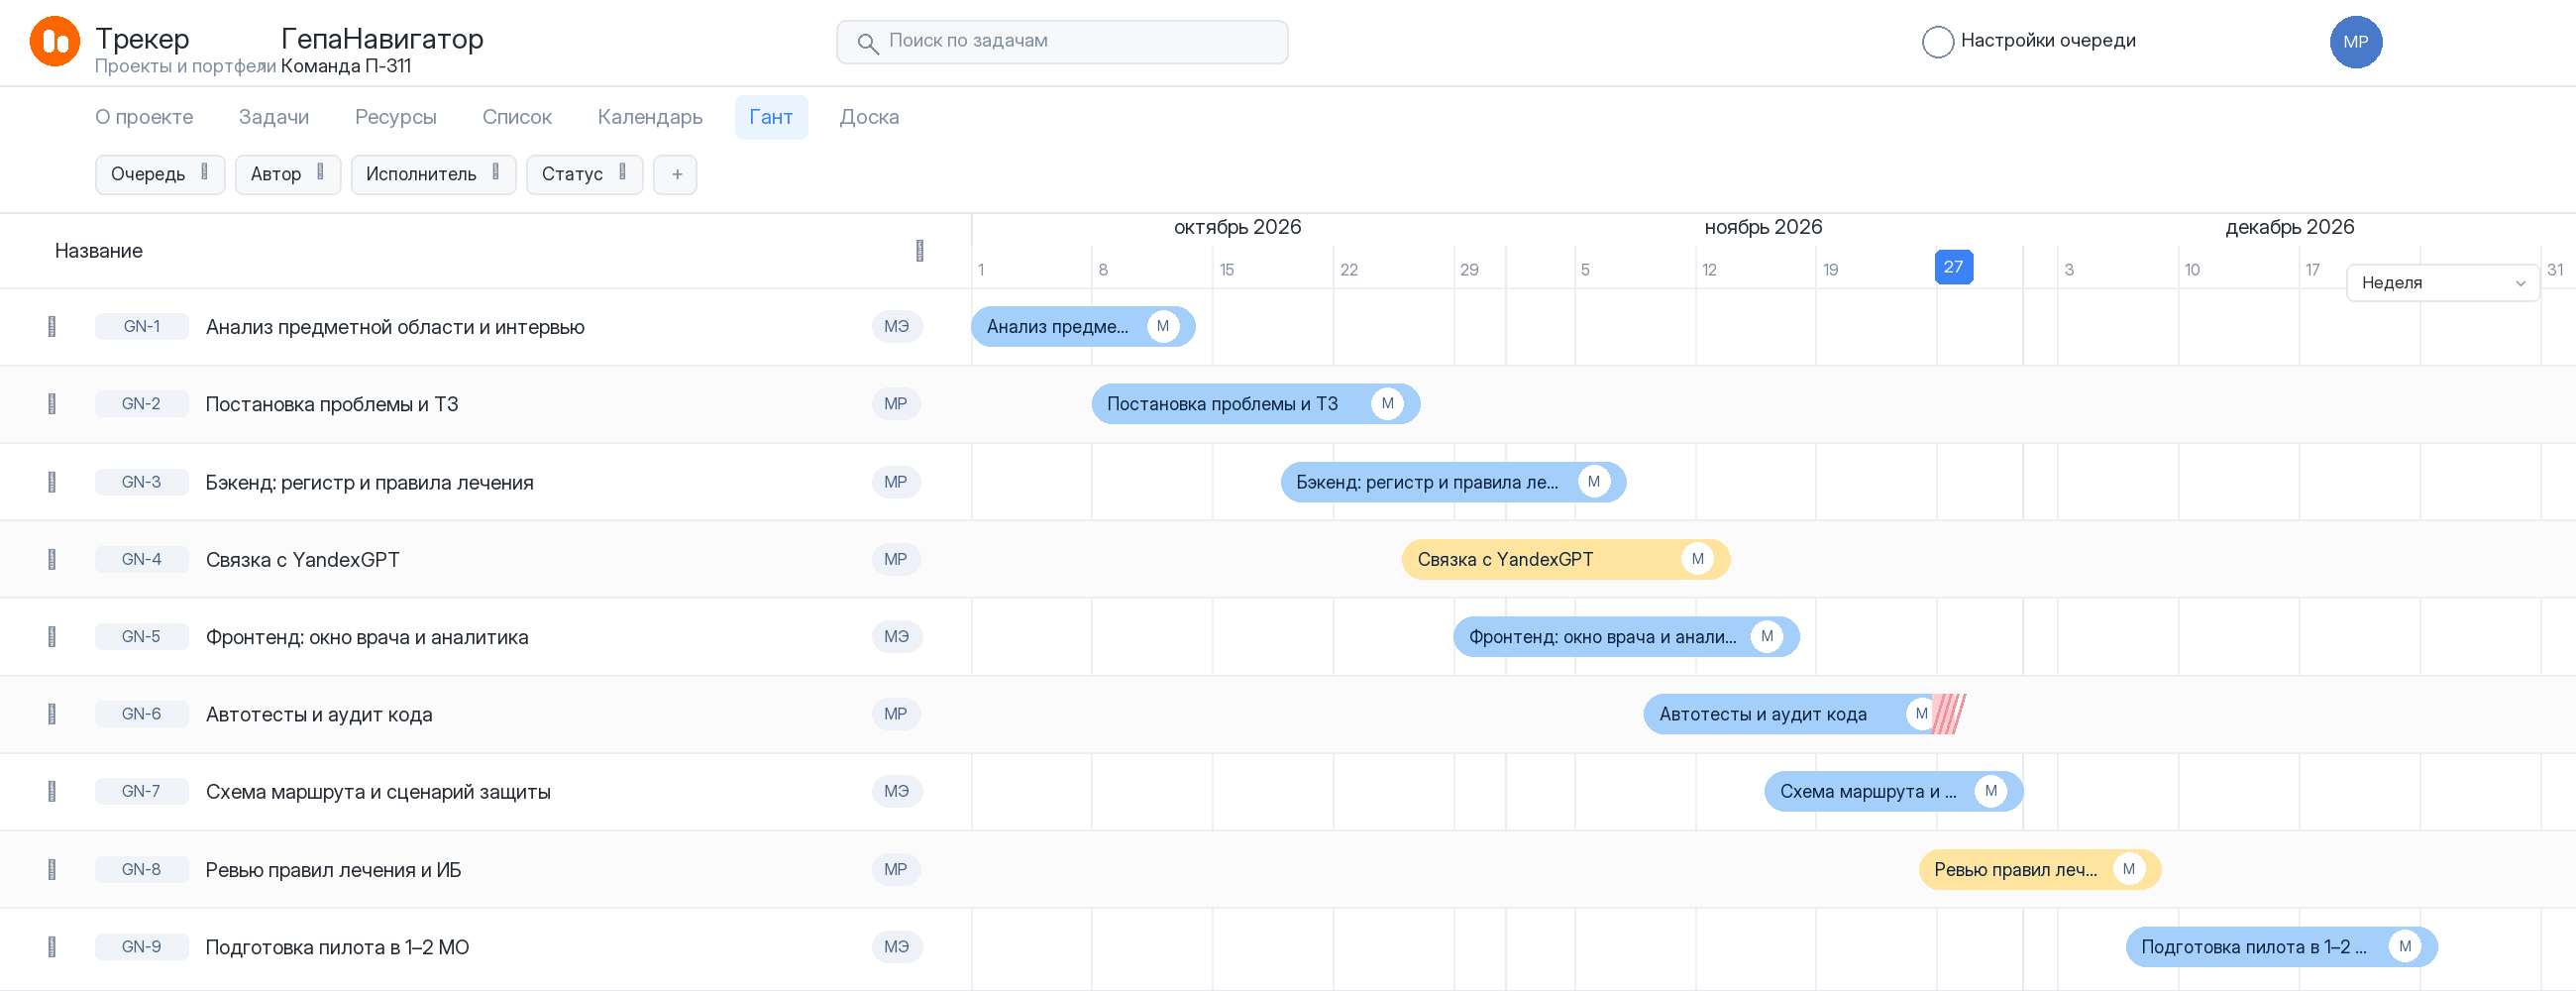 Трекер ГепаНавигатор
Проекты и портфели Команда П-311
Поиск по задачам
Настройки очереди
МР
О проекте Задачи Ресурсы Список Календарь Гант Доска
Очередь Автор Исполнитель Статус +
Название
октябрь 2026 ноябрь 2026 декабрь 2026
1 8 15 22 29 5 12 19 27 3 10 17 31
Неделя
GN-1 Анализ предметной области и интервью МЭ Анализ предме... М
GN-2 Постановка проблемы и ТЗ МР Постановка проблемы и ТЗ М
GN-3 Бэкенд: регистр и правила лечения МР Бэкенд: регистр и правила ле... М
GN-4 Связка с YandexGPT МР Связка с YandexGPT М
GN-5 Фронтенд: окно врача и аналитика МЭ Фронтенд: окно врача и анали... М
GN-6 Автотесты и аудит кода МР Автотесты и аудит кода М
GN-7 Схема маршрута и сценарий защиты МЭ Схема маршрута и ... М
GN-8 Ревью правил лечения и ИБ МР Ревью правил леч... М
GN-9 Подготовка пилота в 1–2 МО МЭ Подготовка пилота в 1–2 ... М